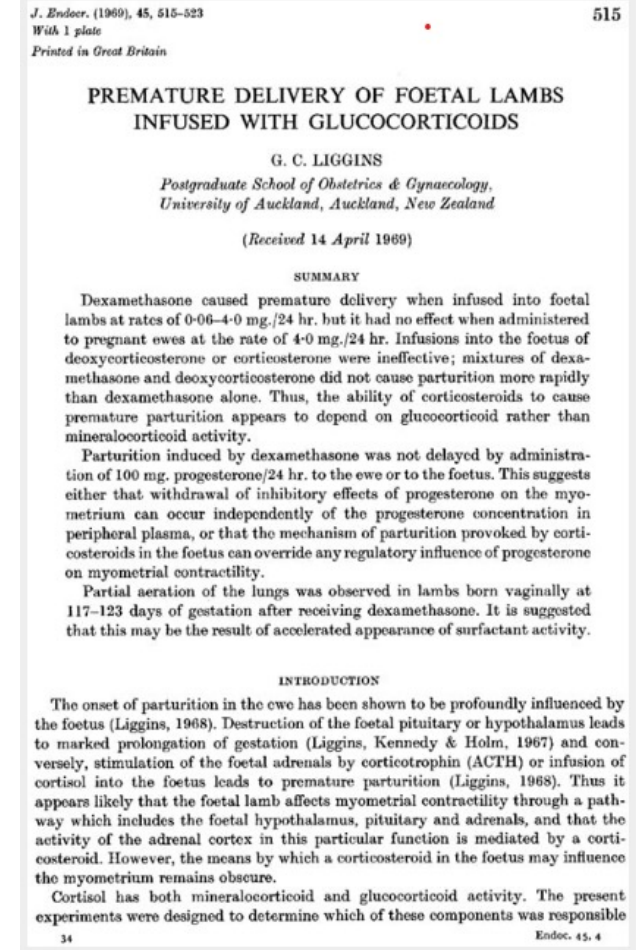 J. Endocr. (1969), 45, 515–523
515
With 1 plate
Printed in Great Britain
PREMATURE DELIVERY OF FOETAL LAMBS
INFUSED WITH GLUCOCORTICOIDS
G. C. LIGGINS
Postgraduate School of Obstetrics & Gynaecology,
University of Auckland, Auckland, New Zealand
(Received 14 April 1969)
SUMMARY
Dexamethasone caused premature delivery when infused into foetal
lambs at rates of 0·06–4·0 mg./24 hr. but it had no effect when administered
to pregnant ewes at the rate of 4·0 mg./24 hr. Infusions into the foetus of
deoxycorticosterone or corticosterone were ineffective; mixtures of dexa-
methasone and deoxycorticosterone did not cause parturition more rapidly
than dexamethasone alone. Thus, the ability of corticosteroids to cause
premature parturition appears to depend on glucocorticoid rather than
mineralocorticoid activity.
Parturition induced by dexamethasone was not delayed by administra-
tion of 100 mg. progesterone/24 hr. to the ewe or to the foetus. This suggests
either that withdrawal of inhibitory effects of progesterone on the myo-
metrium can occur independently of the progesterone concentration in
peripheral plasma, or that the mechanism of parturition provoked by corti-
costeroids in the foetus can override any regulatory influence of progesterone
on myometrial contractility.
Partial aeration of the lungs was observed in lambs born vaginally at
117–123 days of gestation after receiving dexamethasone. It is suggested
that this may be the result of accelerated appearance of surfactant activity.
INTRODUCTION
The onset of parturition in the ewe has been shown to be profoundly influenced by
the foetus (Liggins, 1968). Destruction of the foetal pituitary or hypothalamus leads
to marked prolongation of gestation (Liggins, Kennedy & Holm, 1967) and con-
versely, stimulation of the foetal adrenals by corticotrophin (ACTH) or infusion of
cortisol into the foetus leads to premature parturition (Liggins, 1968). Thus it
appears likely that the foetal lamb affects myometrial contractility through a path-
way which includes the foetal hypothalamus, pituitary and adrenals, and that the
activity of the adrenal cortex in this particular function is mediated by a corti-
costeroid. However, the means by which a corticosteroid in the foetus may influence
the myometrium remains obscure.
Cortisol has both mineralocorticoid and glucocorticoid activity. The present
experiments were designed to determine which of these components was responsible
34
Endoc. 45, 4